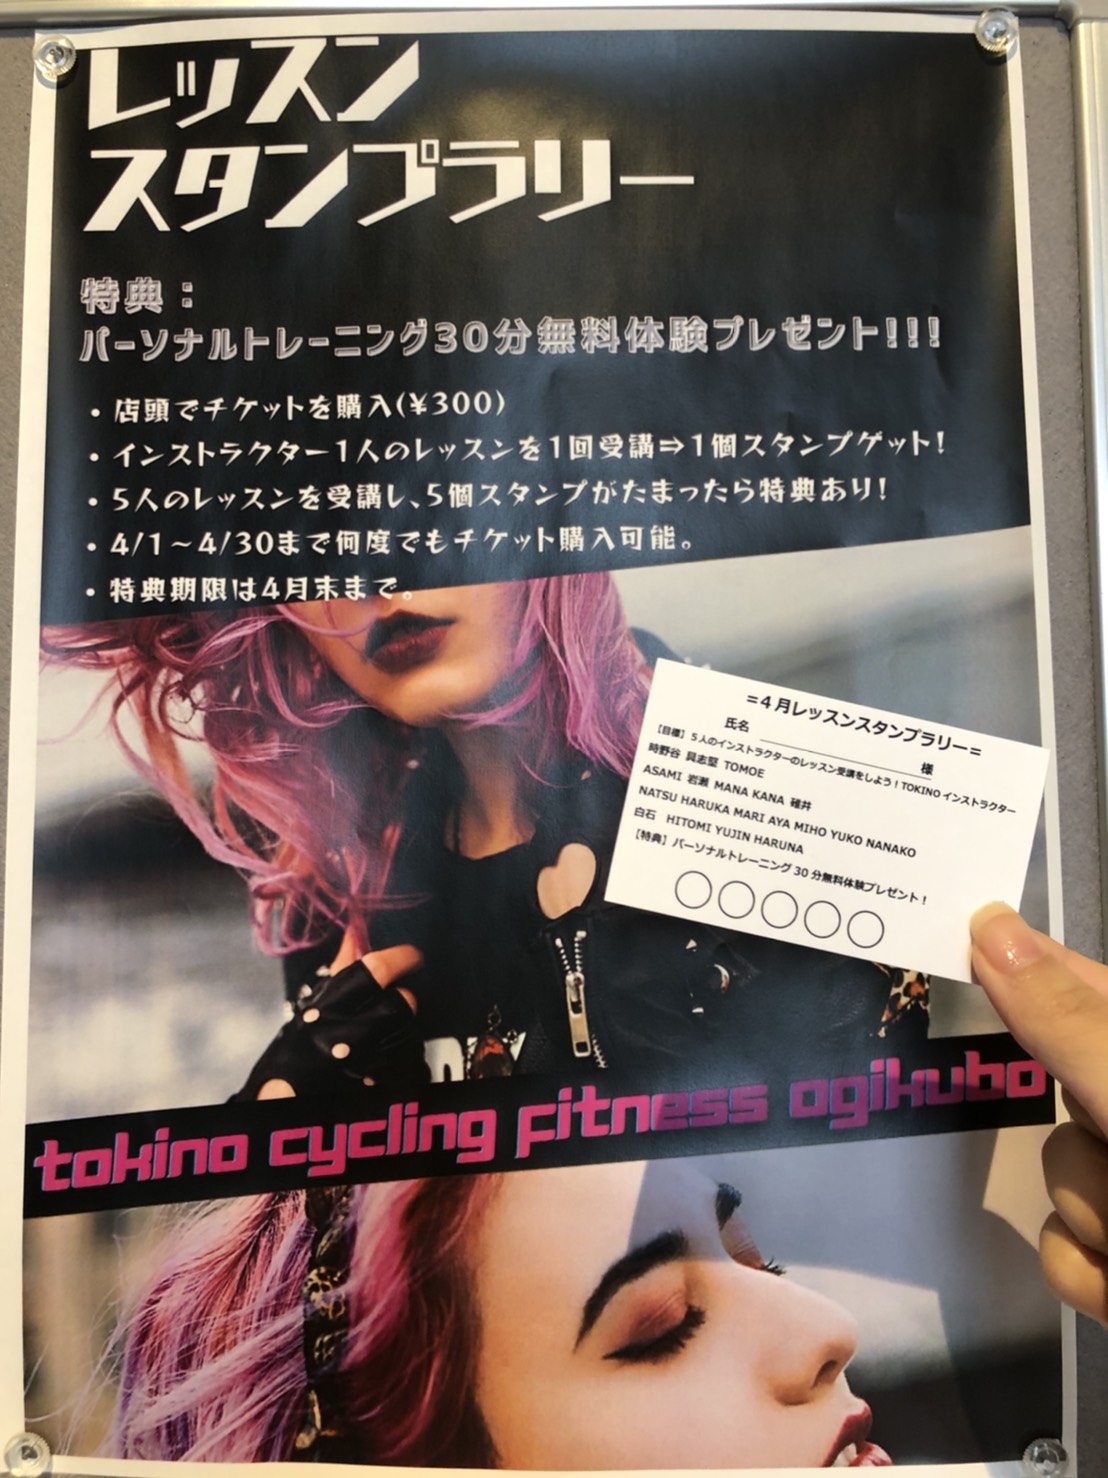 レッスン
スタンプラリー
特典：
パーソナルトレーニング30分無料体験プレゼント!!!
・店頭でチケットを購入(¥300)
・インストラクター1人のレッスンを1回受講⇒1個スタンプゲット!
・5人のレッスンを受講し、5個スタンプがたまったら特典あり!
・4/1～4/30まで何度でもチケット購入可能。
・特典期限は4月末まで。
=4月レッスンスタンプラリー=
氏名 様
【目標】5人のインストラクターのレッスン受講をしよう！TOKINOインストラクター
時野谷 具志堅 TOMOE
ASAMI 岩瀬 MANA KANA 碓井
NATSU HARUKA MARI AYA MIHO YUKO NANAKO
白石 HITOMI YUJIN HARUNA
【特典】パーソナルトレーニング30分無料体験プレゼント！
tokino cycling fitness ogikubo